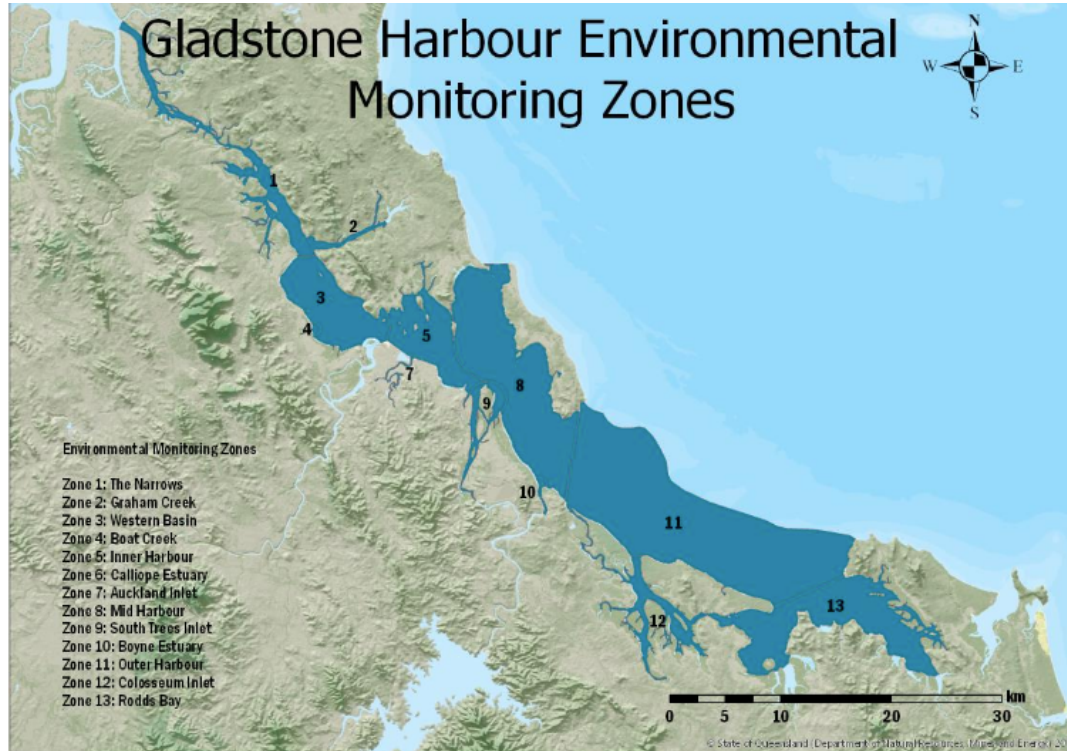 Gladstone Harbour Environmental
Monitoring Zones
N
W E
S
1
2
3
4
5
7
8
9
10
11
12
13
Environmental Monitoring Zones
Zone 1: The Narrows
Zone 2: Graham Creek
Zone 3: Western Basin
Zone 4: Boat Creek
Zone 5: Inner Harbour
Zone 6: Calliope Estuary
Zone 7: Auckland Inlet
Zone 8: Mid Harbour
Zone 9: South Trees Inlet
Zone 10: Boyne Estuary
Zone 11: Outer Harbour
Zone 12: Colosseum Inlet
Zone 13: Rodds Bay
km
0 5 10 20 30
© State of Queensland (Department of Natural Resources, Mines and Energy) 20